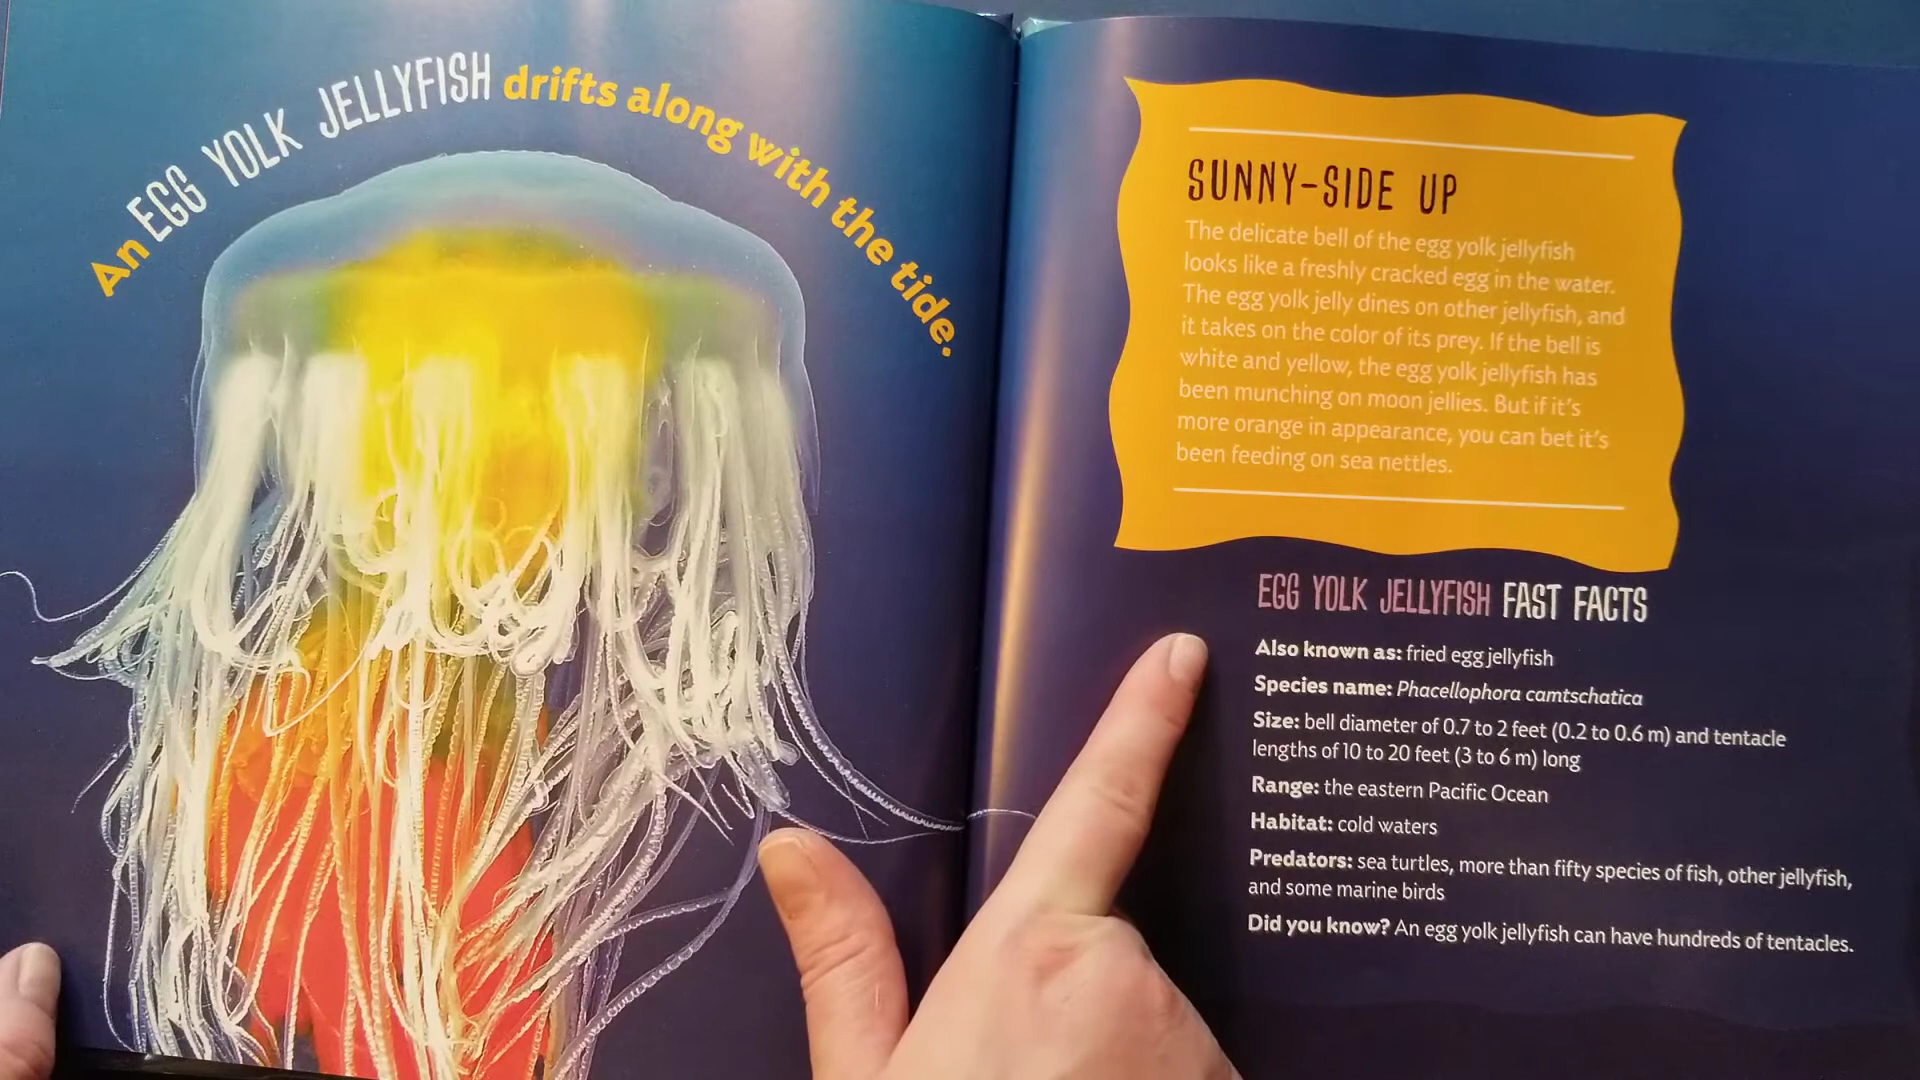 An EGG YOLK JELLYFISH drifts along with the tide.
SUNNY-SIDE UP
The delicate bell of the egg yolk jellyfish
looks like a freshly cracked egg in the water.
The egg yolk jelly dines on other jellyfish, and
it takes on the color of its prey. If the bell is
white and yellow, the egg yolk jellyfish has
been munching on moon jellies. But if it's
more orange in appearance, you can bet it's
been feeding on sea nettles.
EGG YOLK JELLYFISH FAST FACTS
Also known as: fried egg jellyfish
Species name: Phacellophora camtschatica
Size: bell diameter of 0.7 to 2 feet (0.2 to 0.6 m) and tentacle
lengths of 10 to 20 feet (3 to 6 m) long
Range: the eastern Pacific Ocean
Habitat: cold waters
Predators: sea turtles, more than fifty species of fish, other jellyfish,
and some marine birds
Did you know? An egg yolk jellyfish can have hundreds of tentacles.